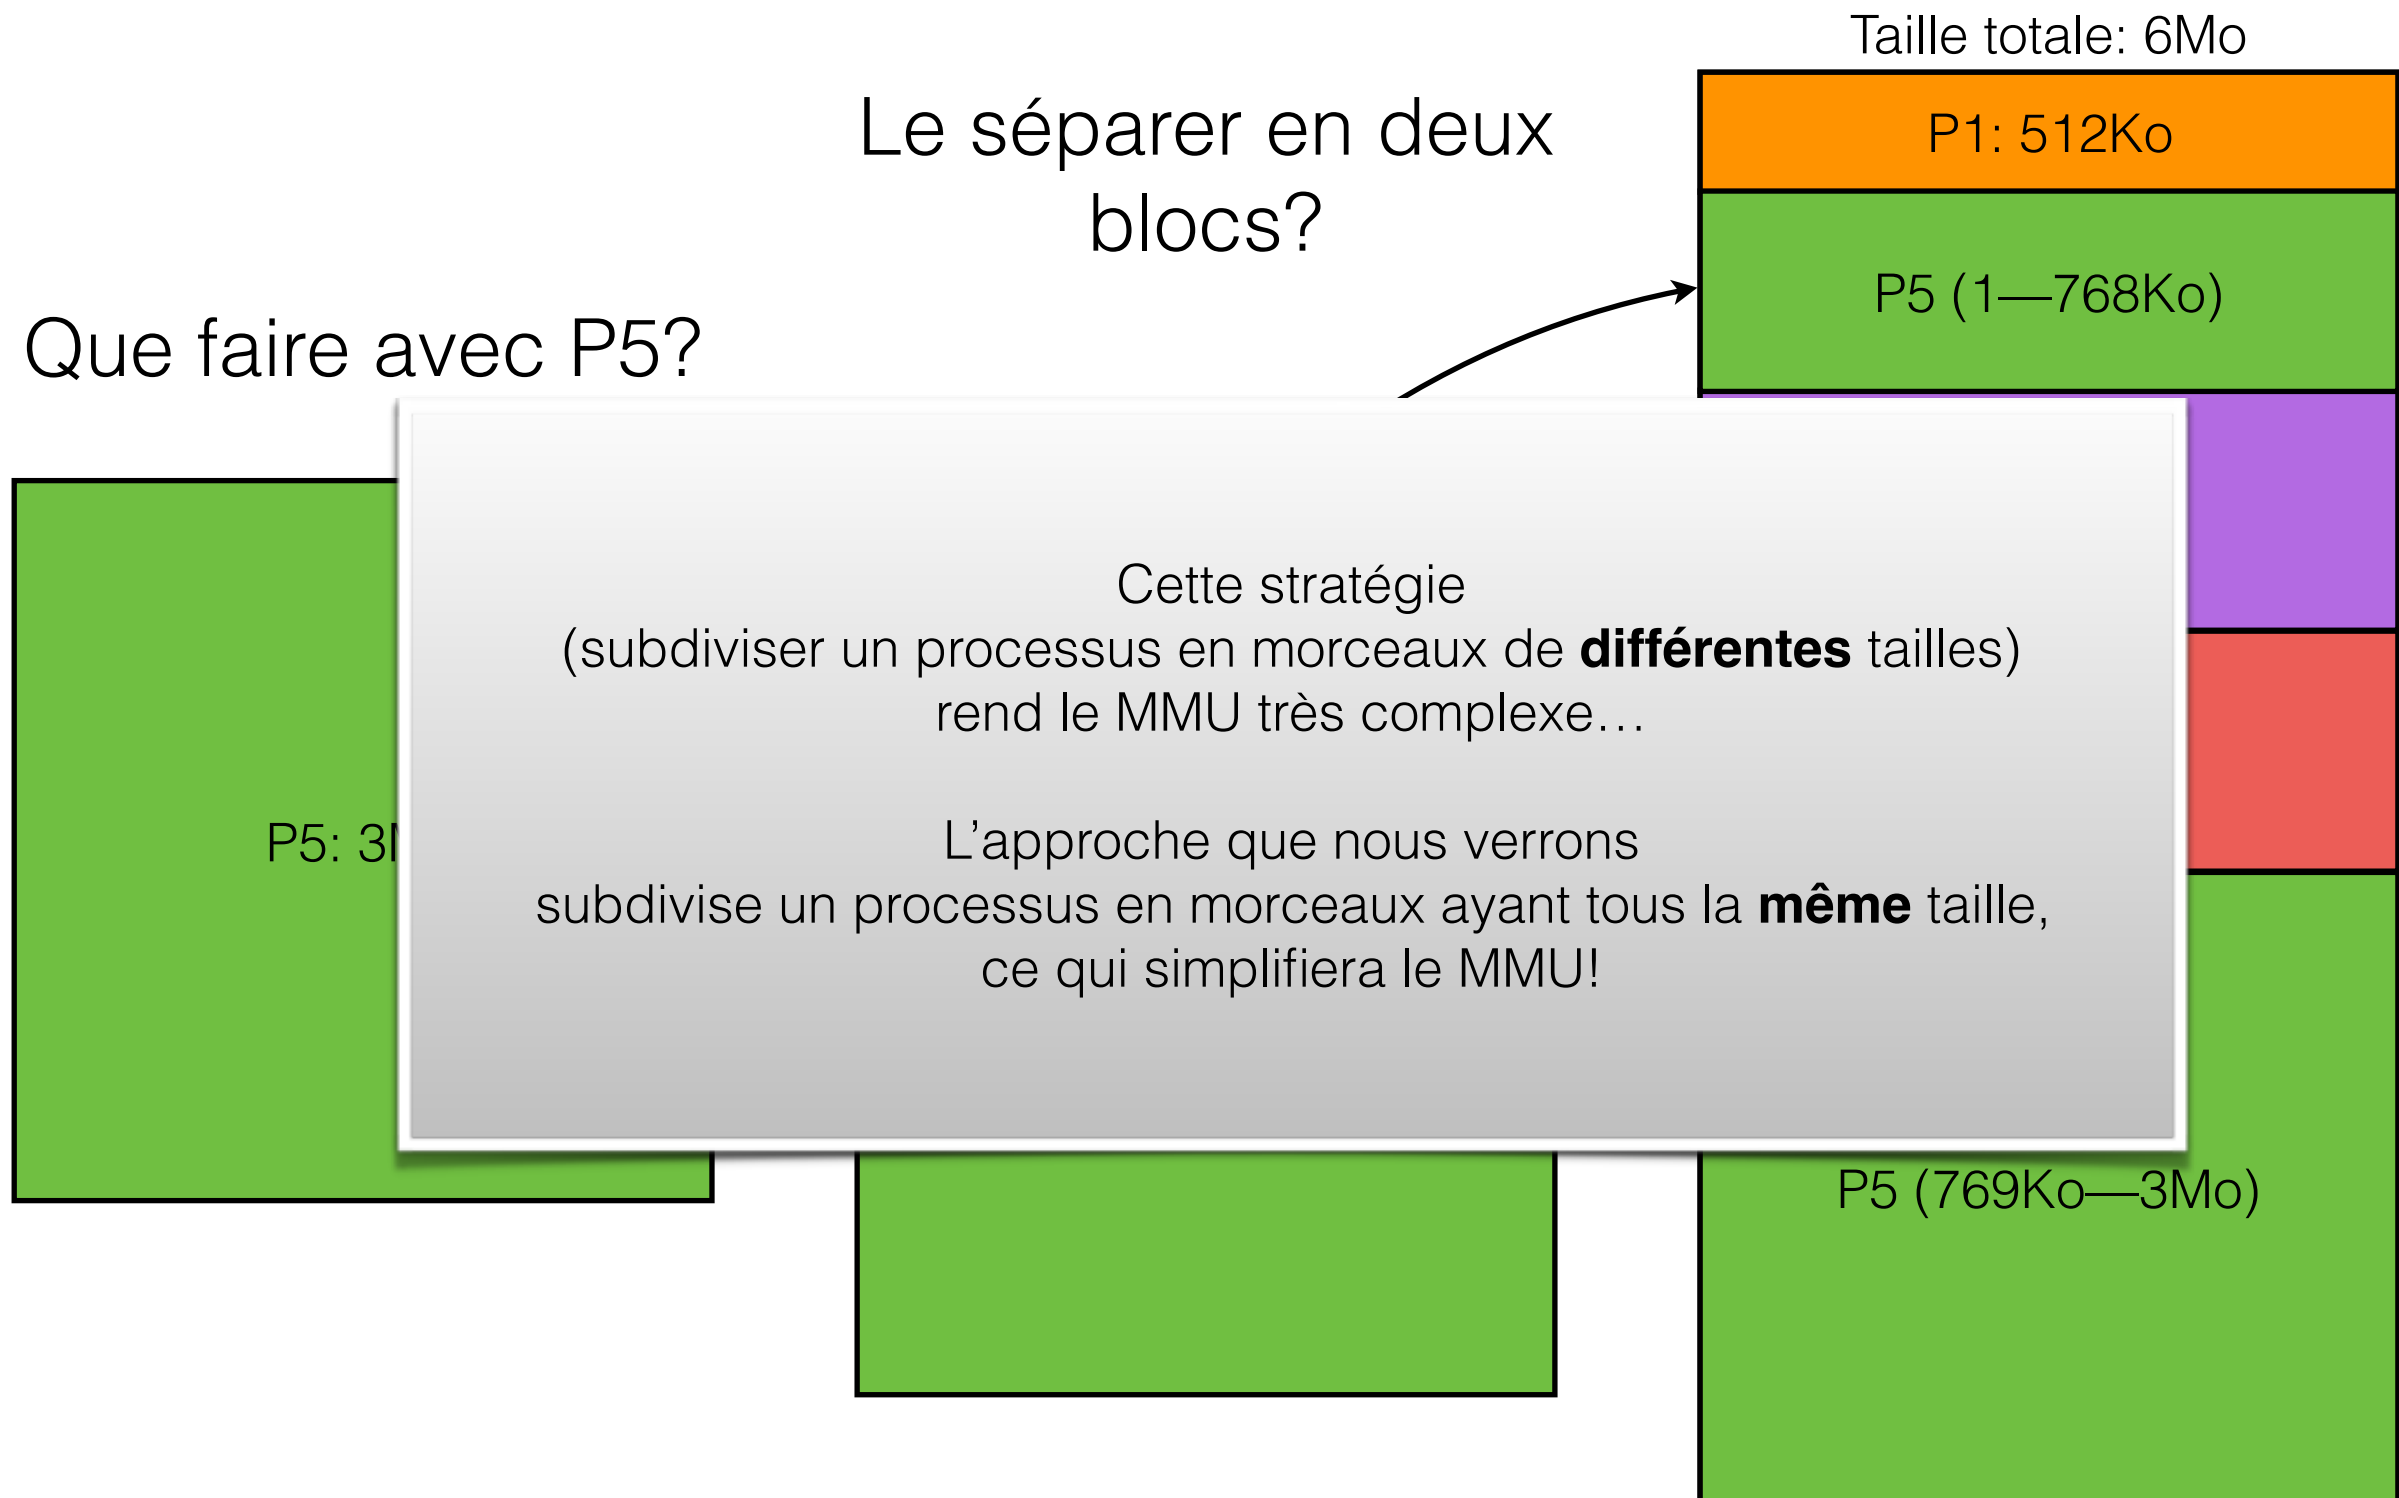 Taille totale: 6Mo
Le séparer en deux
blocs?
P1: 512Ko
P5 (1—768Ko)
Que faire avec P5?
Cette stratégie
(subdiviser un processus en morceaux de différentes tailles)
rend le MMU très complexe…
P5: 3
L’approche que nous verrons
subdivise un processus en morceaux ayant tous la même taille,
ce qui simplifiera le MMU!
P5 (769Ko—3Mo)